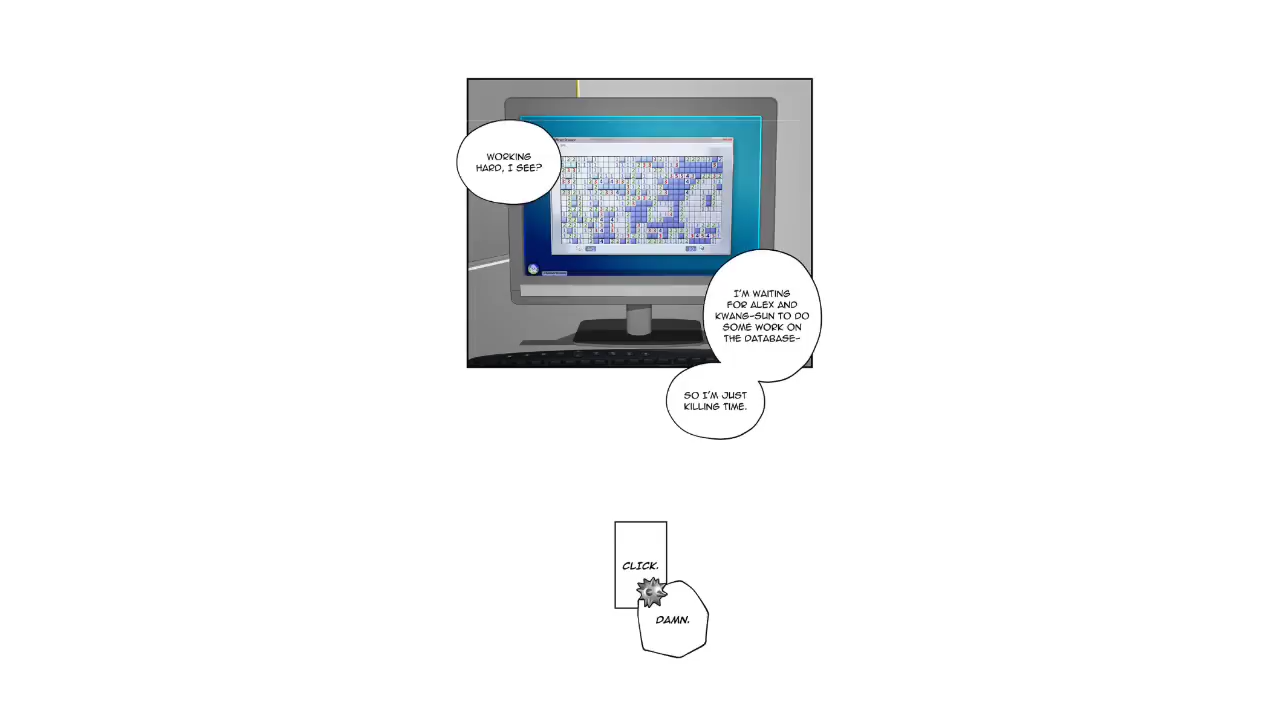 WORKING
HARD, I SEE?
I'M WAITING
FOR ALEX AND
KWANG-SUN TO DO
SOME WORK ON
THE DATABASE-
SO I'M JUST
KILLING TIME.
CLICK.
DAMN.